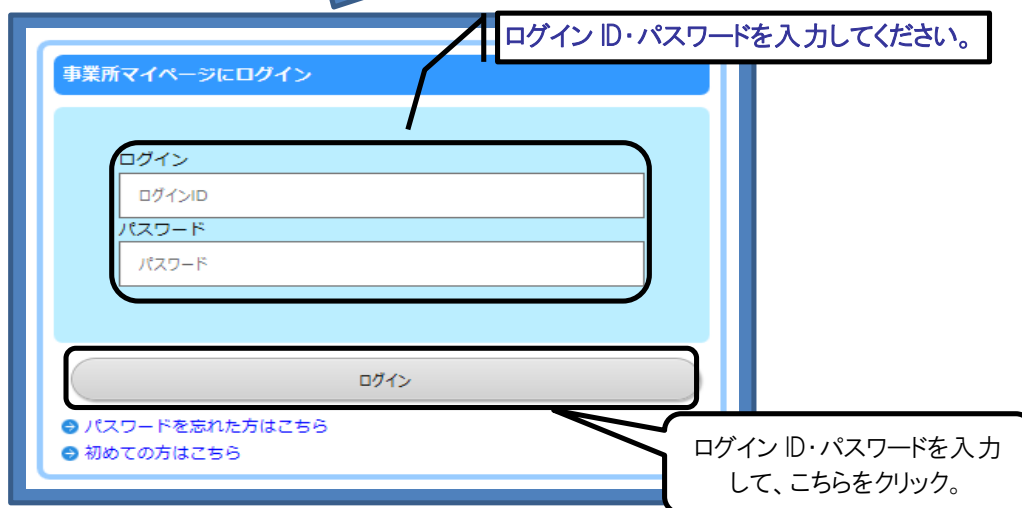 ログイン ID・パスワードを入力してください。
事業所マイページにログイン
ログイン
ログインID
パスワード
パスワード
ログイン
パスワードを忘れた方はこちら
初めての方はこちら
ログイン ID・パスワードを入力
して、こちらをクリック。